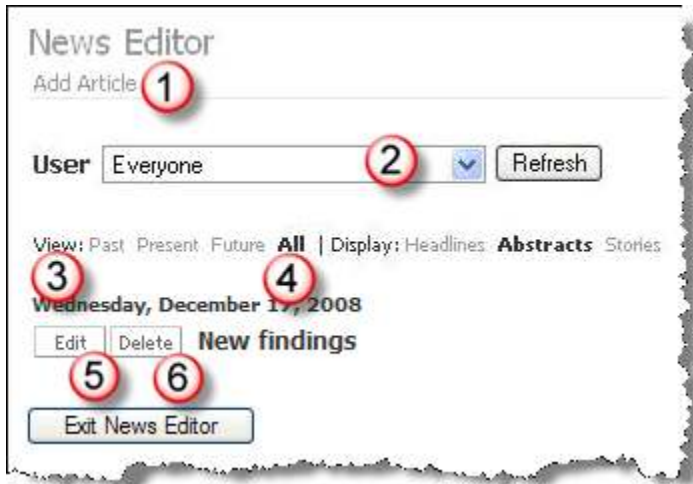 News Editor
Add Article 1
User Everyone 2 Refresh
View: Past Present Future All | Display: Headlines Abstracts Stories
3 4
Wednesday, December 17, 2008
Edit Delete New findings
5 6
Exit News Editor